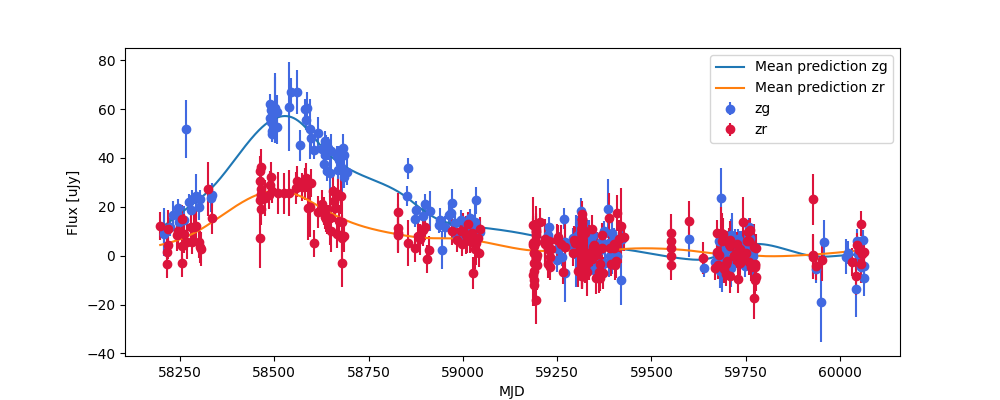 80
60
40
20
0
−20
−40
Flux [uJy]
58250
58500
58750
59000
59250
59500
59750
60000
MJD
Mean prediction zg
Mean prediction zr
zg
zr